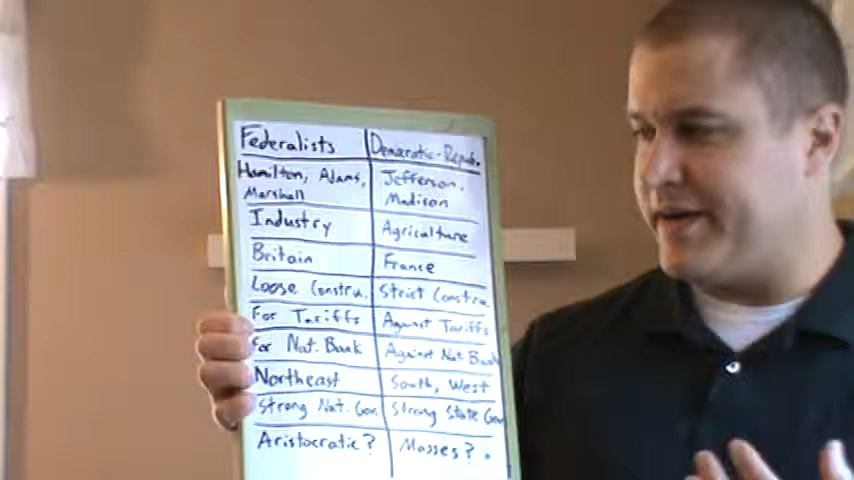 Federalists Democratic-Repub.
Hamilton, Adams, Jefferson,
Marshall Madison
Industry Agriculture
Britain France
Loose Constru. Strict Constru.
For Tariffs Against Tariffs
For Nat. Bank Against Nat Bank
Northeast South, West
Strong Nat. Gov. Strong State Gov
Aristocratic? Masses?